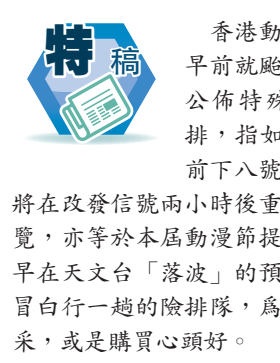 特稿
香港動
早前就颱
公佈特殊
排，指如
前下八號
將在改發信號兩小時後重
覽，亦等於本屆動漫節提
早在天文台「落波」的預
冒白行一趟的險排隊，為
采，或是購買心頭好。